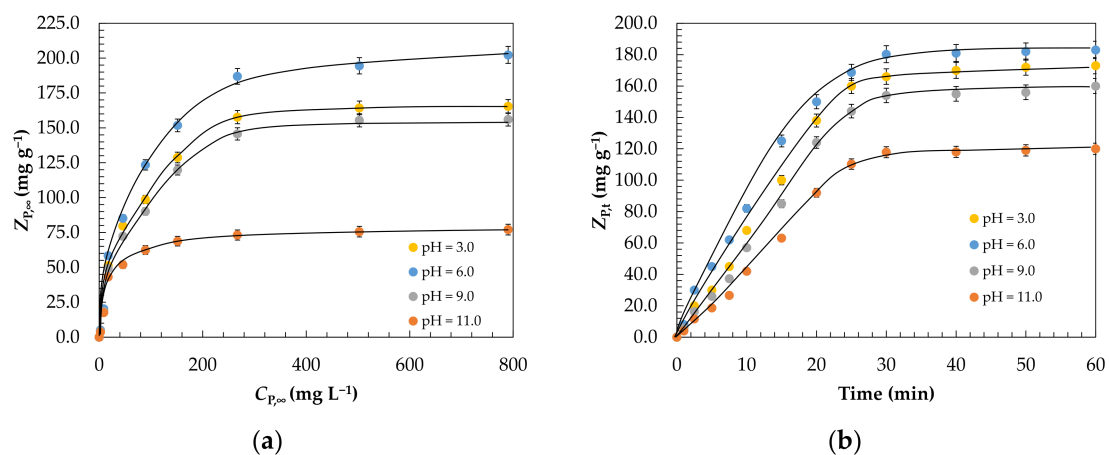 225.0
200.0
175.0
150.0
125.0
100.0
75.0
50.0
25.0
0.0
Z_P,∞ (mg g⁻¹)
pH = 3.0
pH = 6.0
pH = 9.0
pH = 11.0
0 200 400 600 800
C_P,∞ (mg L⁻¹)
(a)
200.0
180.0
160.0
140.0
120.0
100.0
80.0
60.0
40.0
20.0
0.0
Z_P,t (mg g⁻¹)
pH = 3.0
pH = 6.0
pH = 9.0
pH = 11.0
0 10 20 30 40 50 60
Time (min)
(b)